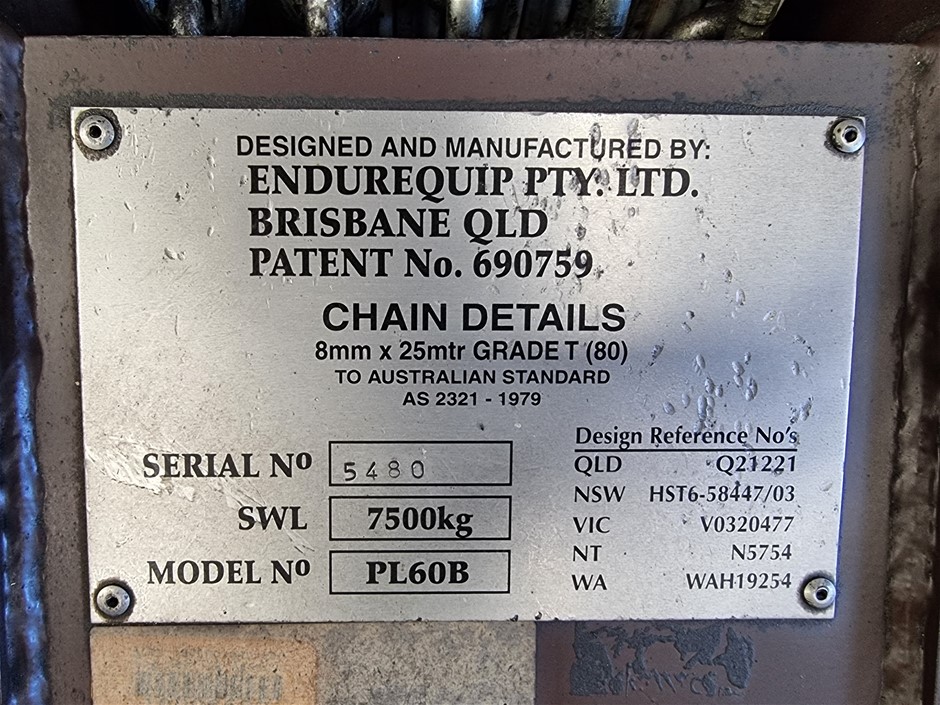 DESIGNED AND MANUFACTURED BY:
ENDUREQUIP PTY. LTD.
BRISBANE QLD
PATENT No. 690759
CHAIN DETAILS
8mm x 25mtr GRADE T (80)
TO AUSTRALIAN STANDARD
AS 2321 - 1979
SERIAL Nº 5480
SWL 7500kg
MODEL Nº PL60B
Design Reference No's
QLD Q21221
NSW HST6-58447/03
VIC V0320477
NT N5754
WA WAH19254